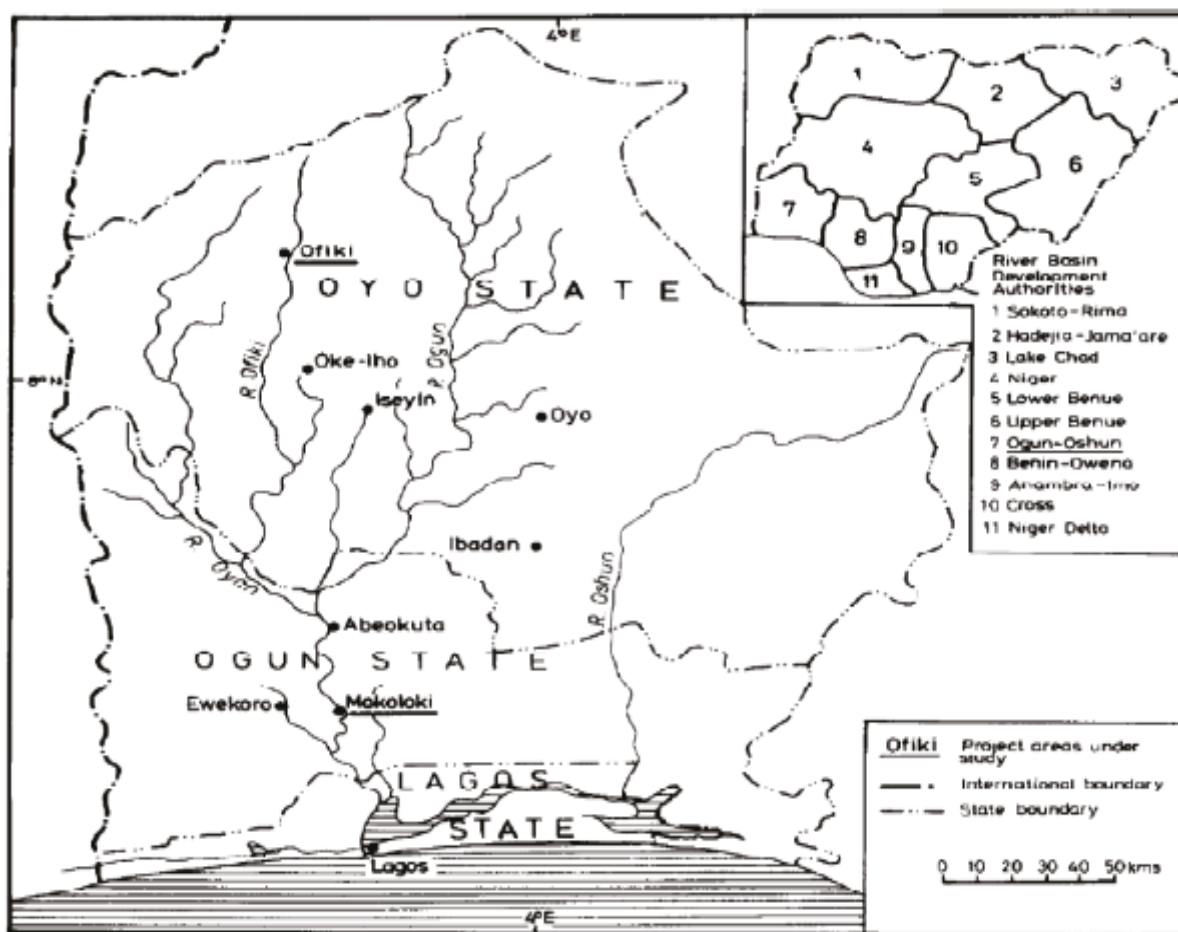 4°E
1
2
3
4
5
6
7
8
9
10
11
River Basin
Development
Authorities
1 Sokoto-Rima
2 Hadejia-Jama'are
3 Lake Chad
4 Niger
5 Lower Benue
6 Upper Benue
7 Ogun-Oshun
8 Benin-Owena
9 Anambra-Imo
10 Cross
11 Niger Delta
Ofiki
OYO STATE
R. Ofiki
R. Ogun
Oke-Iho
8° N
Iseyin
Oyo
Ibadan
R. Oyan
R. Oshun
Abeokuta
OGUN STATE
Ewekoro
Mokoloki
LAGOS
STATE
Lagos
4°E
Ofiki Project areas under
study
International boundary
State boundary
0 10 20 30 40 50 kms